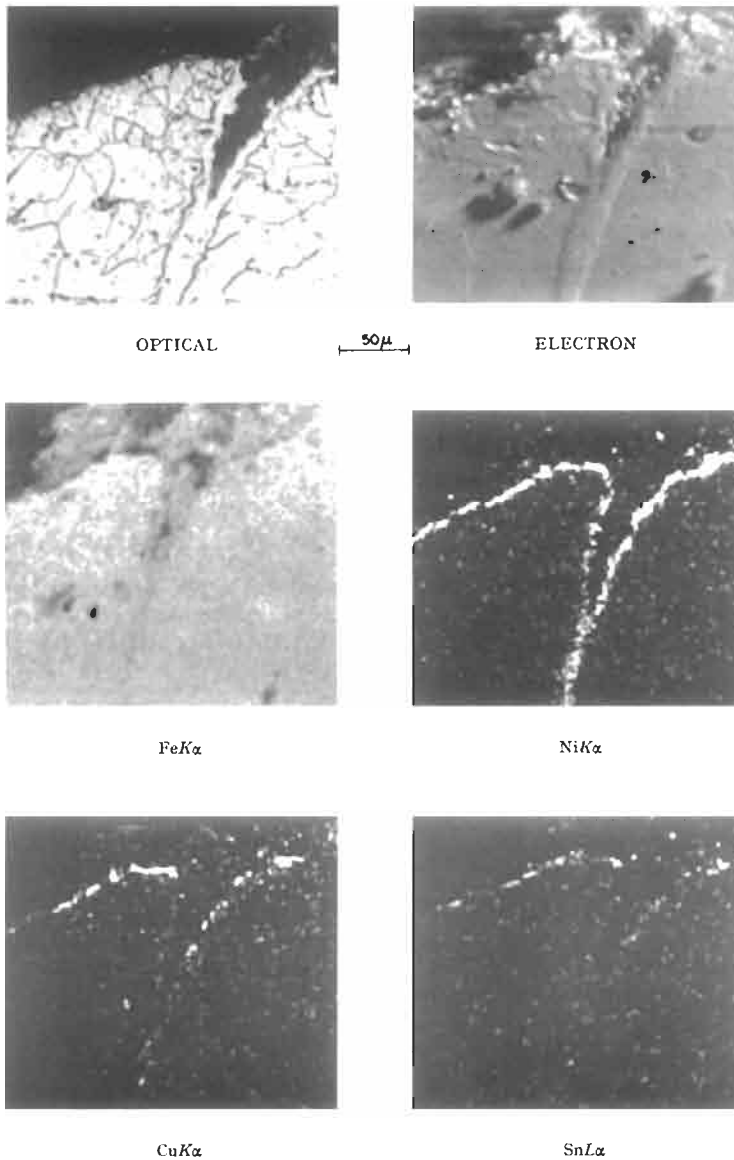 OPTICAL
50μ
ELECTRON
FeKα
NiKα
CuKα
SnLα